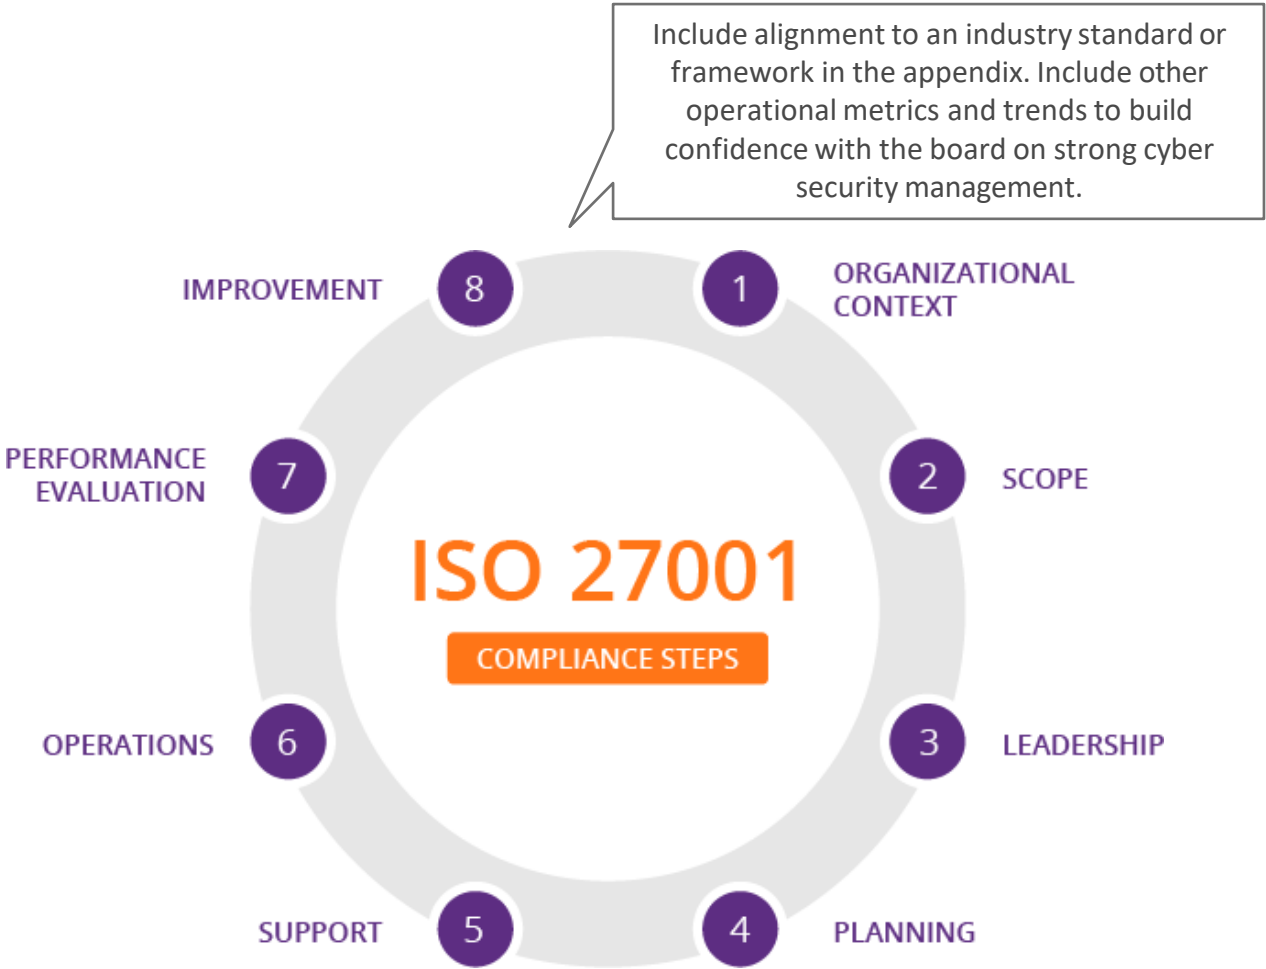 Include alignment to an industry standard or
framework in the appendix. Include other
operational metrics and trends to build
confidence with the board on strong cyber
security management.
ISO 27001
COMPLIANCE STEPS
1
ORGANIZATIONAL
CONTEXT
2
SCOPE
3
LEADERSHIP
4
PLANNING
5
SUPPORT
6
OPERATIONS
7
PERFORMANCE
EVALUATION
8
IMPROVEMENT